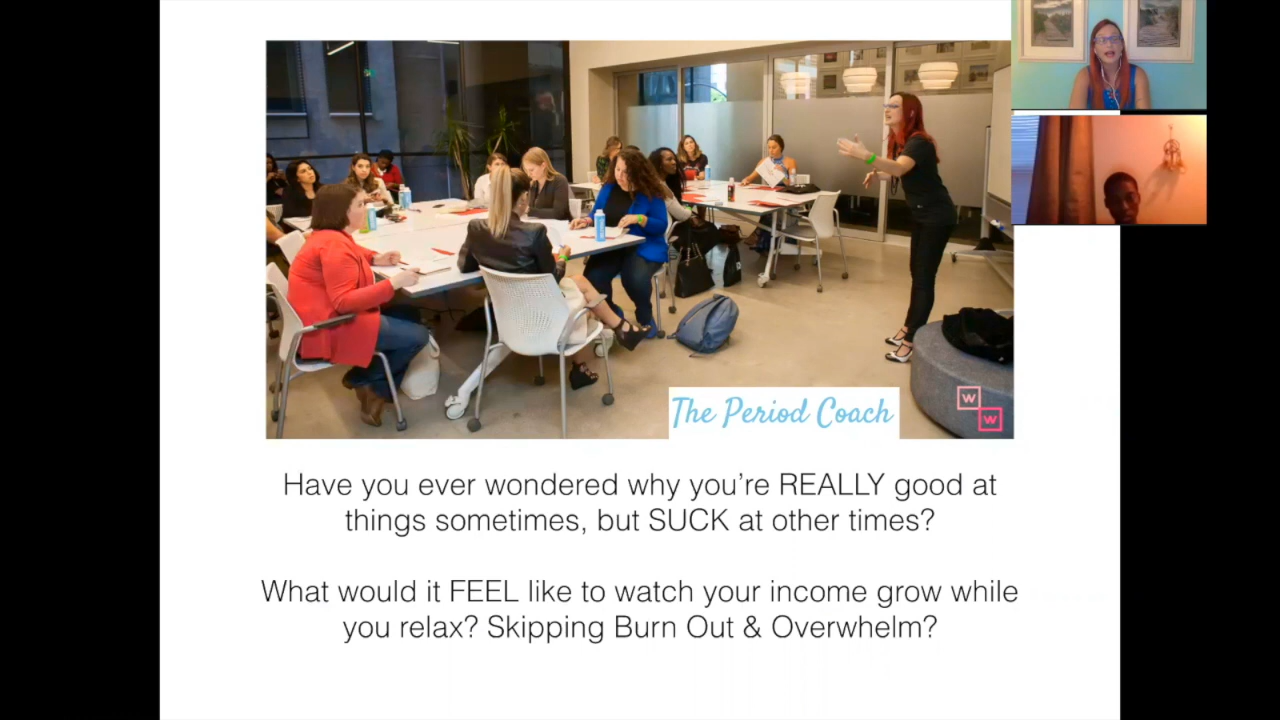 The Period Coach
W
W
Have you ever wondered why you're REALLY good at
things sometimes, but SUCK at other times?
What would it FEEL like to watch your income grow while
you relax? Skipping Burn Out & Overwhelm?